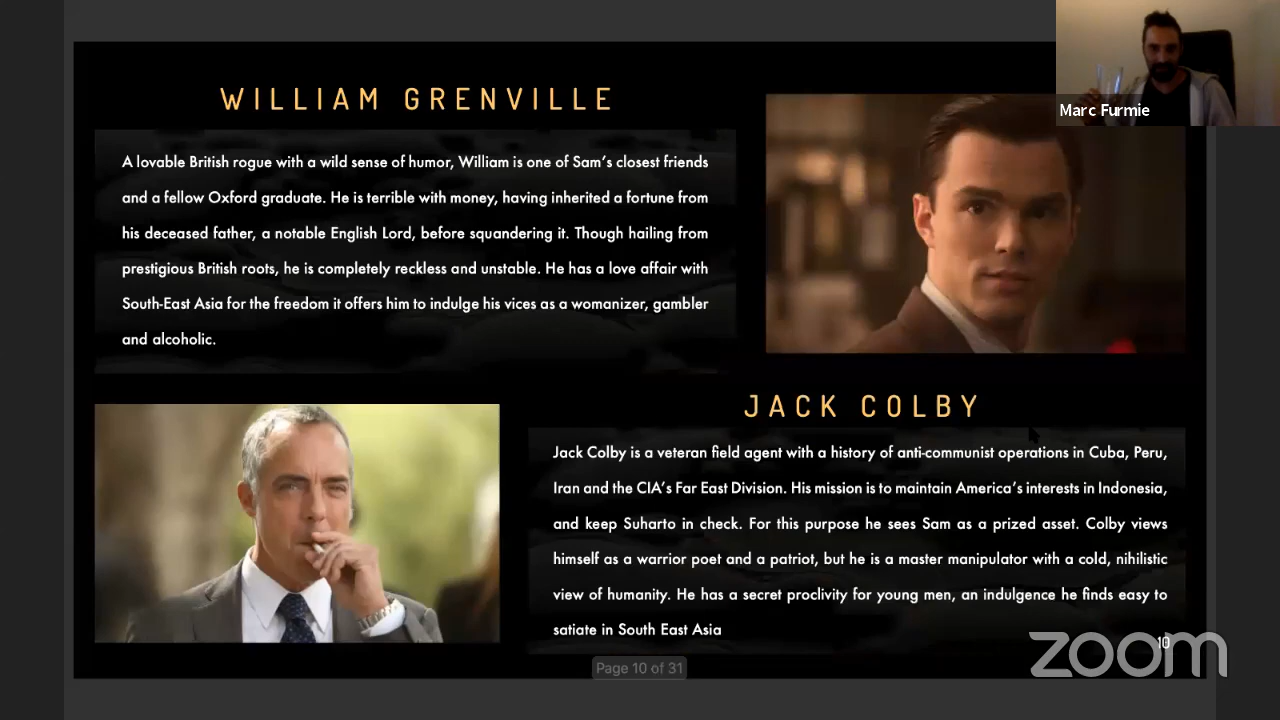 WILLIAM GRENVILLE
A lovable British rogue with a wild sense of humor, William is one of Sam's closest friends
and a fellow Oxford graduate. He is terrible with money, having inherited a fortune from
his deceased father, a notable English Lord, before squandering it. Though hailing from
prestigious British roots, he is completely reckless and unstable. He has a love affair with
South-East Asia for the freedom it offers him to indulge his vices as a womanizer, gambler
and alcoholic.
Marc Furmie
JACK COLBY
Jack Colby is a veteran field agent with a history of anti-communist operations in Cuba, Peru,
Iran and the CIA's Far East Division. His mission is to maintain America's interests in Indonesia,
and keep Suharto in check. For this purpose he sees Sam as a prized asset. Colby views
himself as a warrior poet and a patriot, but he is a master manipulator with a cold, nihilistic
view of humanity. He has a secret proclivity for young men, an indulgence he finds easy to
satiate in South East Asia
10
zoom
Page 10 of 31